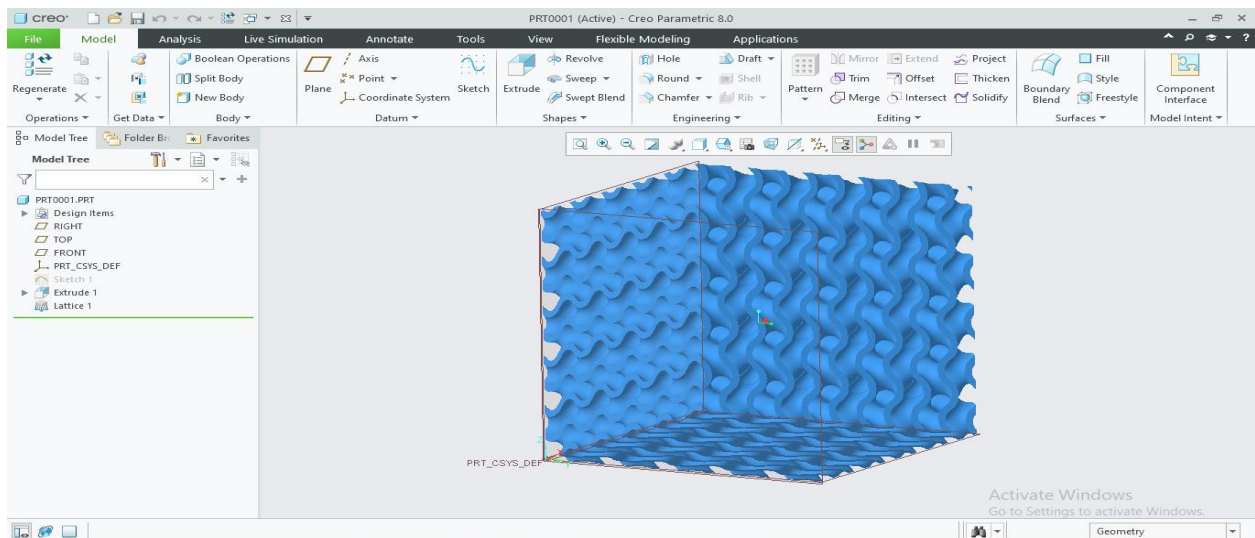 creo·
PRT0001 (Active) - Creo Parametric 8.0
File Model Analysis Live Simulation Annotate Tools View Flexible Modeling Applications
Regenerate
Boolean Operations
Split Body
New Body
Plane
Axis
Point
Coordinate System
Sketch
Extrude
Revolve
Sweep
Swept Blend
Hole
Round
Chamfer
Draft
Shell
Rib
Pattern
Mirror Extend Project
Trim Offset Thicken
Merge Intersect Solidify
Boundary
Blend
Fill
Style
Freestyle
Component
Interface
Operations Get Data Body Datum Shapes Engineering Editing Surfaces Model Intent
Model Tree Folder Br Favorites
Model Tree
PRT0001.PRT
Design Items
RIGHT
TOP
FRONT
PRT_CSYS_DEF
Sketch 1
Extrude 1
Lattice 1
Z
PRT_CSYS_DEF
Activate Windows
Go to Settings to activate Windows.
Geometry